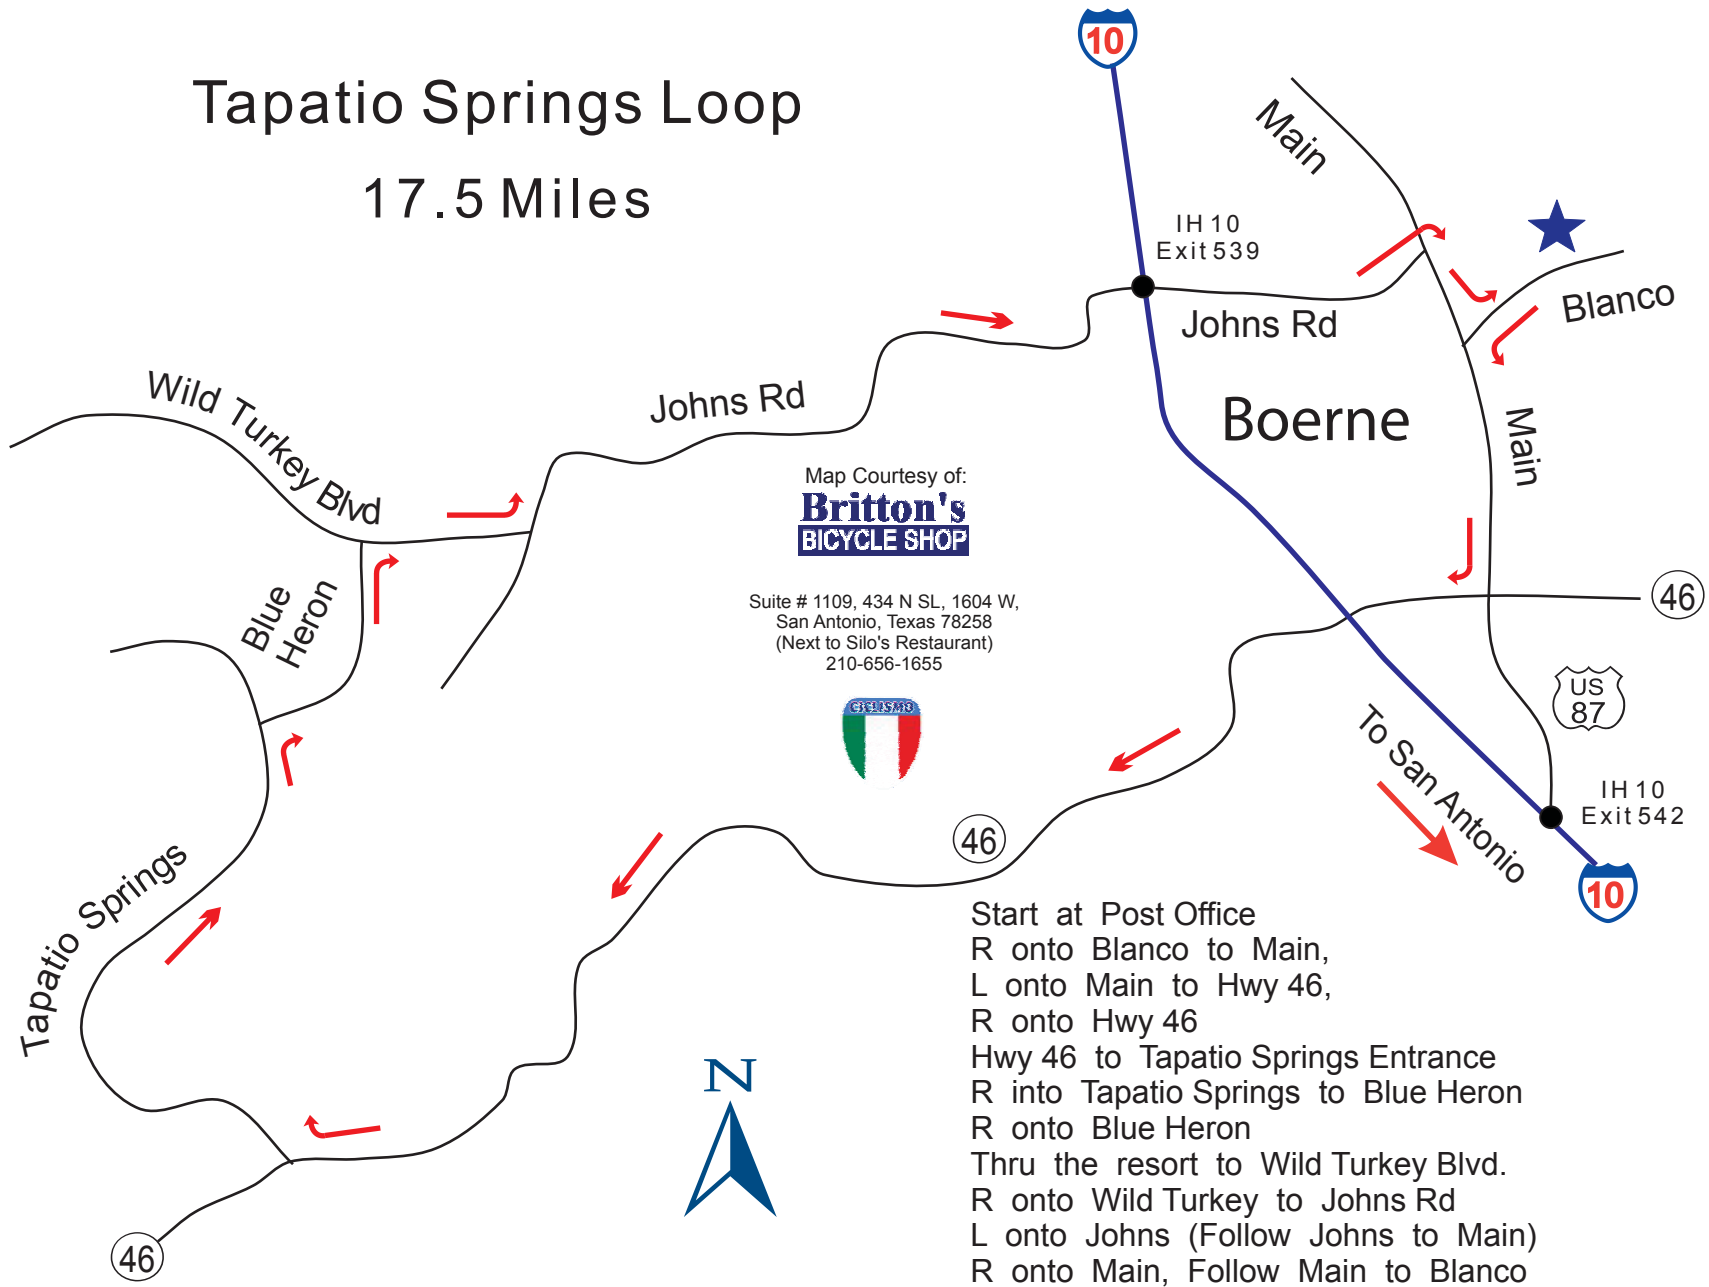 Tapatio Springs Loop
17.5 Miles
10
Main
IH 10
Exit 539
Blanco
Johns Rd
Johns Rd
Wild Turkey Blvd
Boerne
Main
Map Courtesy of:
Britton's
BICYCLE SHOP
Suite # 1109, 434 N SL, 1604 W,
San Antonio, Texas 78258
(Next to Silo's Restaurant)
210-656-1655
CICLISMO
Blue
Heron
46
US
87
To San Antonio
IH 10
Exit 542
10
46
Tapatio Springs
N
46
Start at Post Office
R onto Blanco to Main,
L onto Main to Hwy 46,
R onto Hwy 46
Hwy 46 to Tapatio Springs Entrance
R into Tapatio Springs to Blue Heron
R onto Blue Heron
Thru the resort to Wild Turkey Blvd.
R onto Wild Turkey to Johns Rd
L onto Johns (Follow Johns to Main)
R onto Main, Follow Main to Blanco